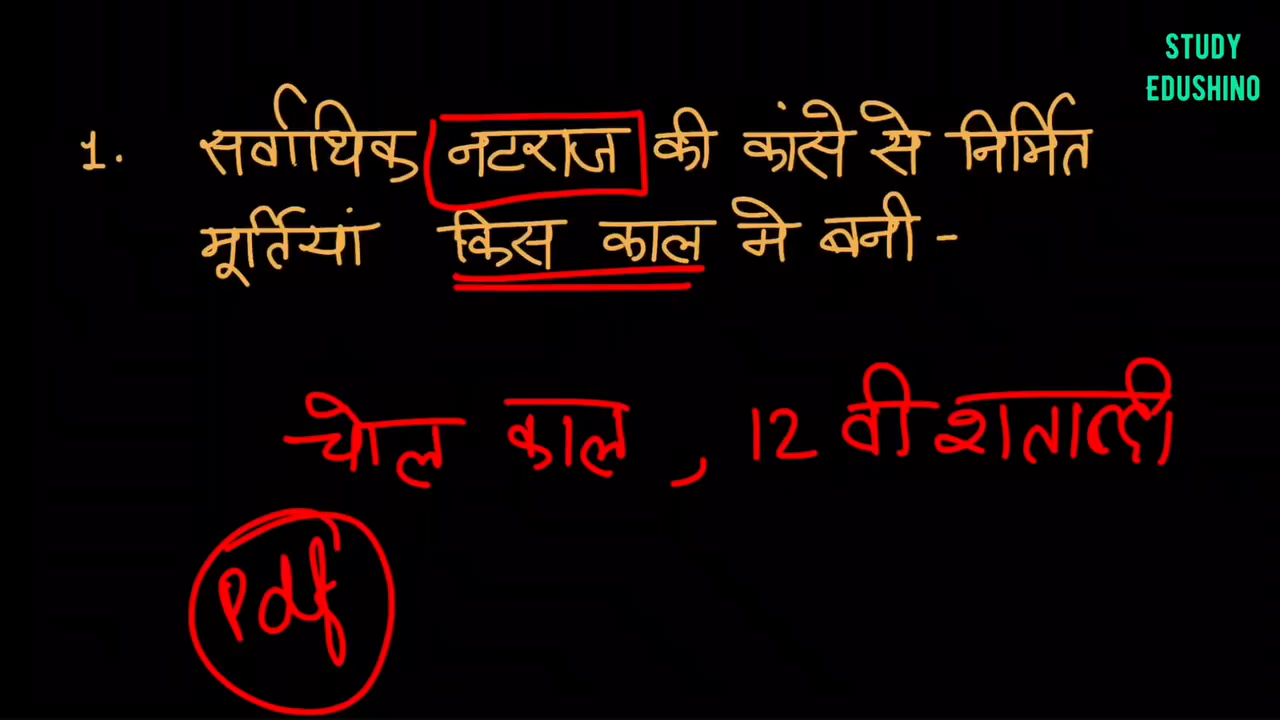 STUDY
EDUSHINO
1. सर्वाधिक नटराज की कांसे से निर्मित
मूर्तियां किस काल मे बनी -
चोल काल , 12 वी शताब्दी
Pdf